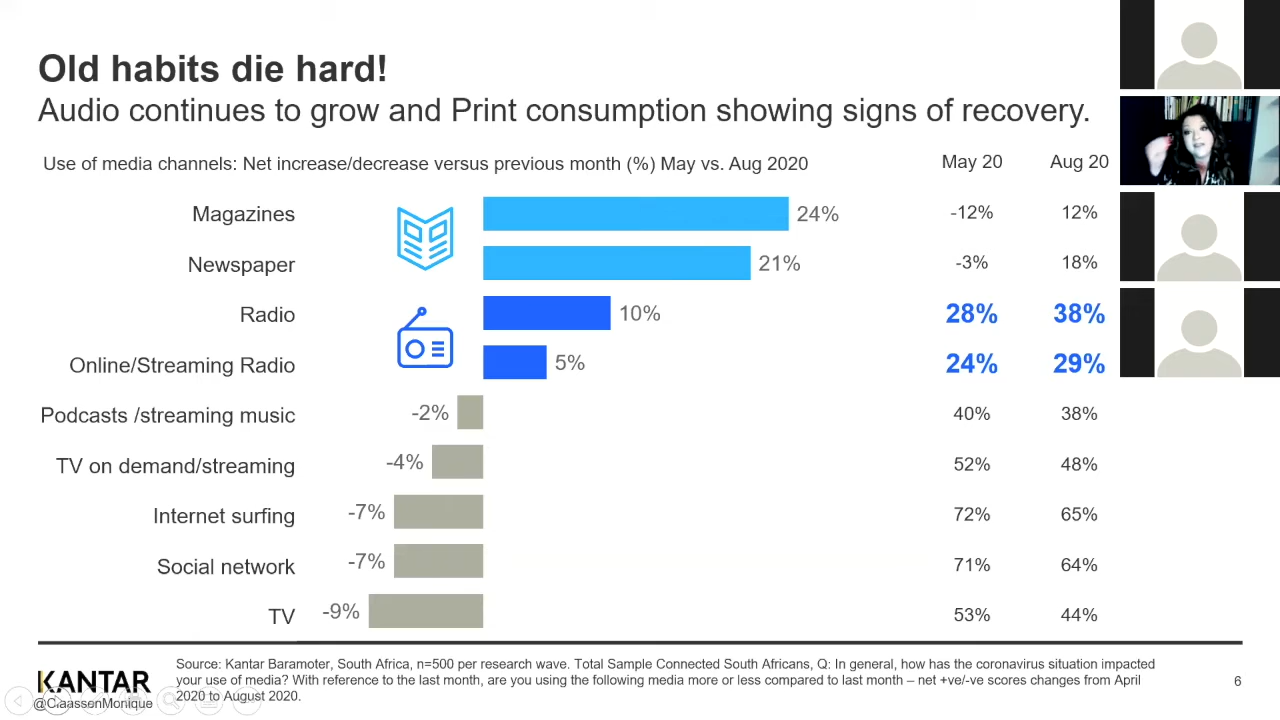 Old habits die hard!
Audio continues to grow and Print consumption showing signs of recovery.
Use of media channels: Net increase/decrease versus previous month (%) May vs. Aug 2020
May 20 Aug 20
Magazines 24% -12% 12%
Newspaper 21% -3% 18%
Radio 10% 28% 38%
Online/Streaming Radio 5% 24% 29%
Podcasts /streaming music -2% 40% 38%
TV on demand/streaming -4% 52% 48%
Internet surfing -7% 72% 65%
Social network -7% 71% 64%
TV -9% 53% 44%
Source: Kantar Baramoter, South Africa, n=500 per research wave. Total Sample Connected South Africans, Q: In general, how has the coronavirus situation impacted
your use of media? With reference to the last month, are you using the following media more or less compared to last month – net +ve/-ve scores changes from April
2020 to August 2020.
KANTAR
@ClaassenMonique
6